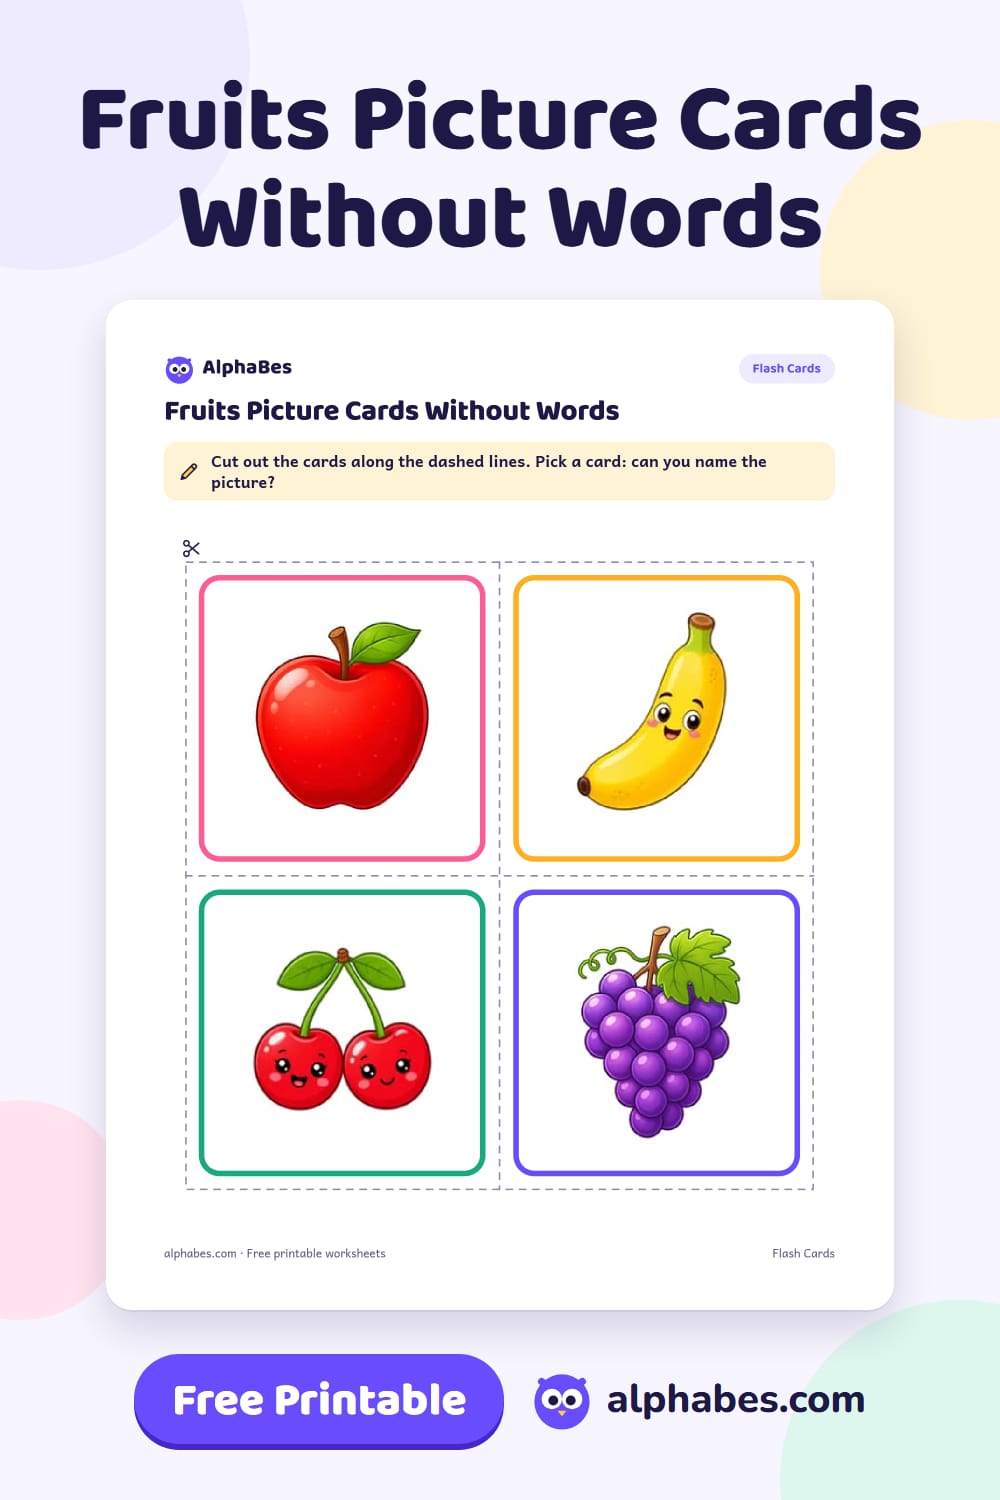 Fruits Picture Cards
Without Words
AlphaBes
Flash Cards
Fruits Picture Cards Without Words
Cut out the cards along the dashed lines. Pick a card: can you name the
picture?
alphabes.com · Free printable worksheets
Flash Cards
Free Printable
alphabes.com